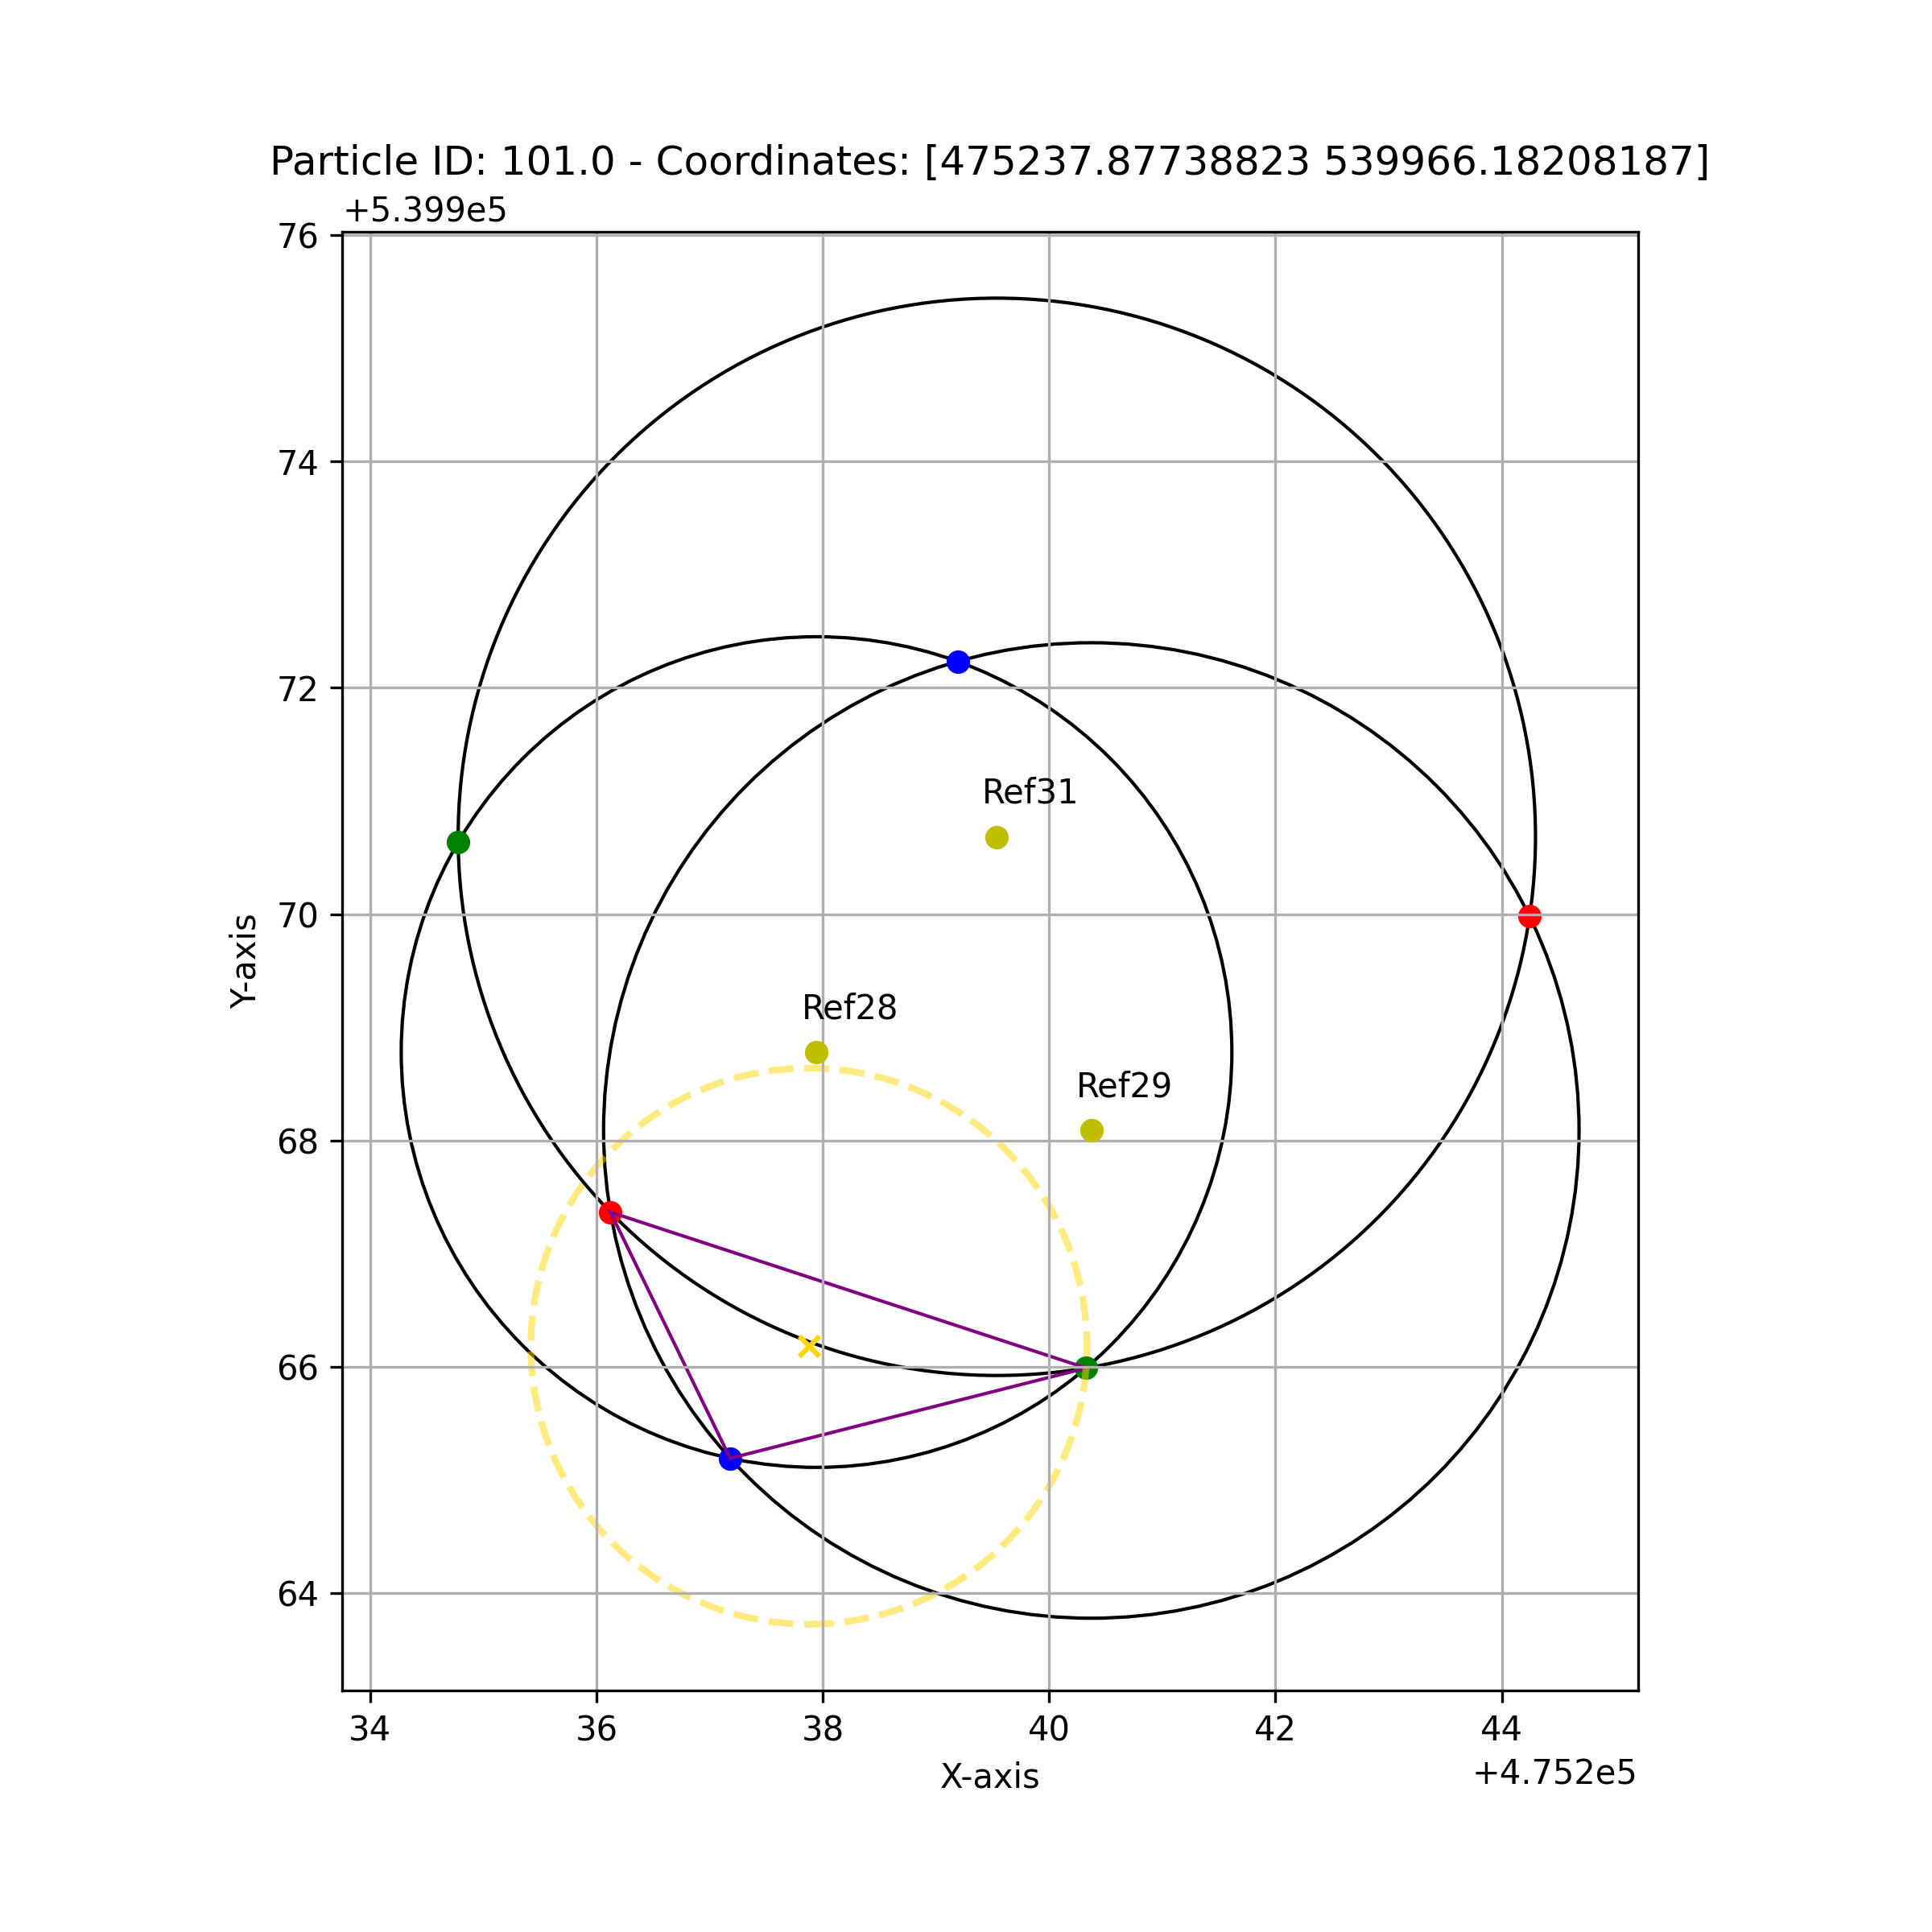 Particle ID: 101.0 - Coordinates: [475237.87738823 539966.18208187]
+5.399e5
76
74
72
70
68
66
64
Y-axis
Ref31
Ref28
Ref29
34 36 38 40 42 44
X-axis
+4.752e5